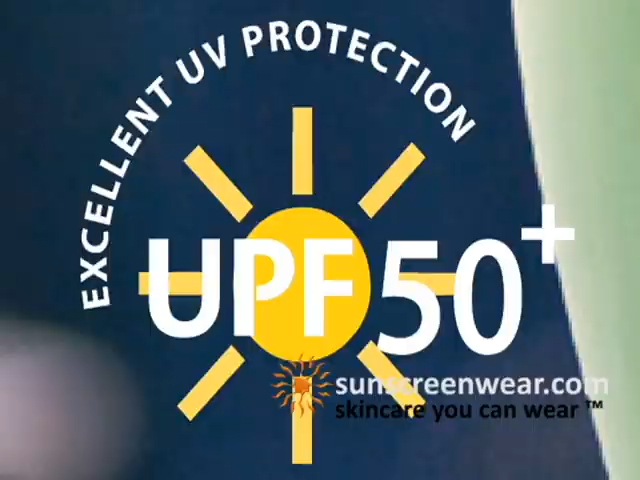 EXCELLENT UV PROTECTION
UPF 50+
sunscreenwear.com
skincare you can wear ™